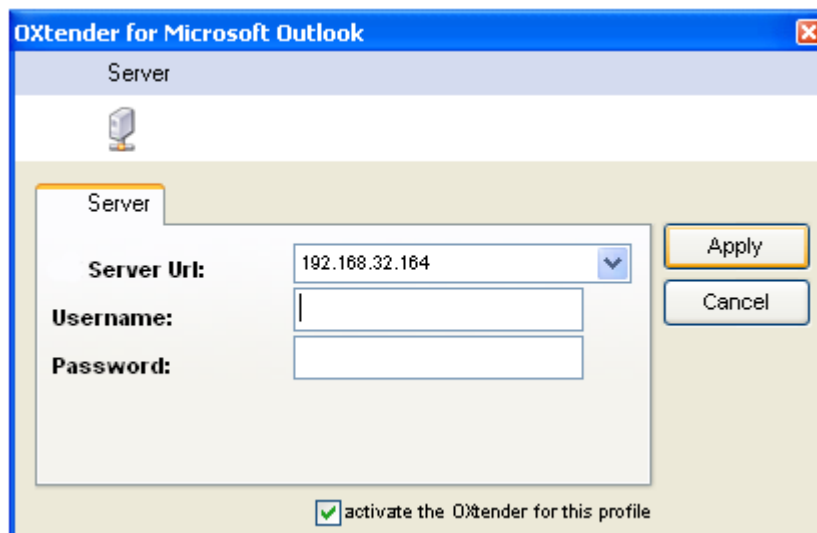 OXtender for Microsoft Outlook
Server
Server
Server Url:
192.168.32.164
Apply
Username:
Cancel
Password:
activate the OXtender for this profile